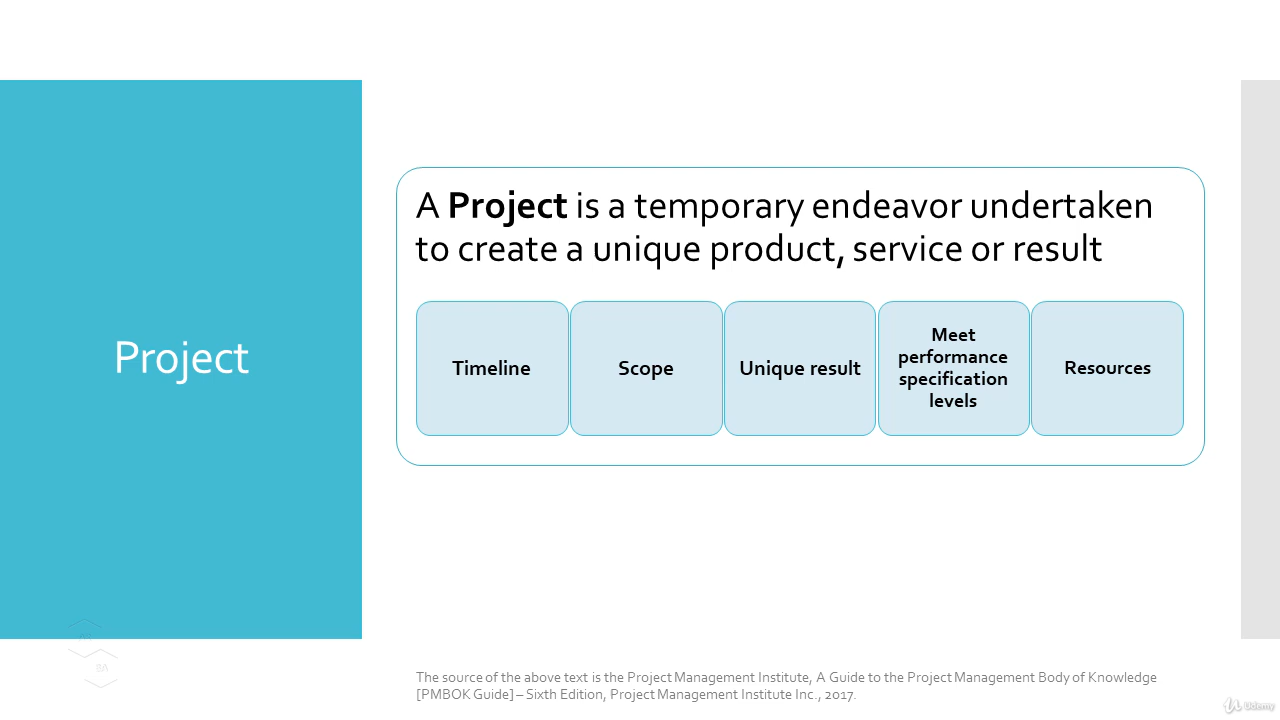 Project
A Project is a temporary endeavor undertaken
to create a unique product, service or result
Timeline
Scope
Unique result
Meet
performance
specification
levels
Resources
The source of the above text is the Project Management Institute, A Guide to the Project Management Body of Knowledge
[PMBOK Guide] – Sixth Edition, Project Management Institute Inc., 2017.
Udemy